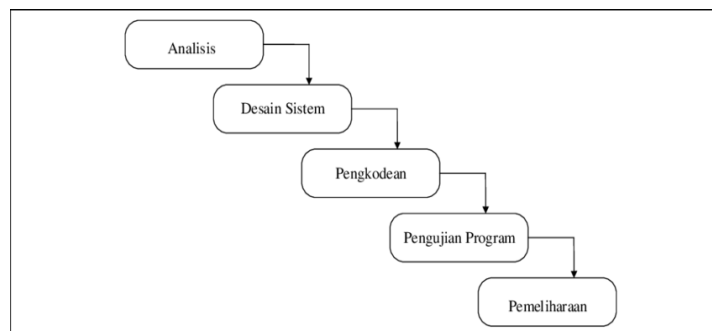 Analisis
Desain Sistem
Pengkodean
Pengujian Program
Pemeliharaan